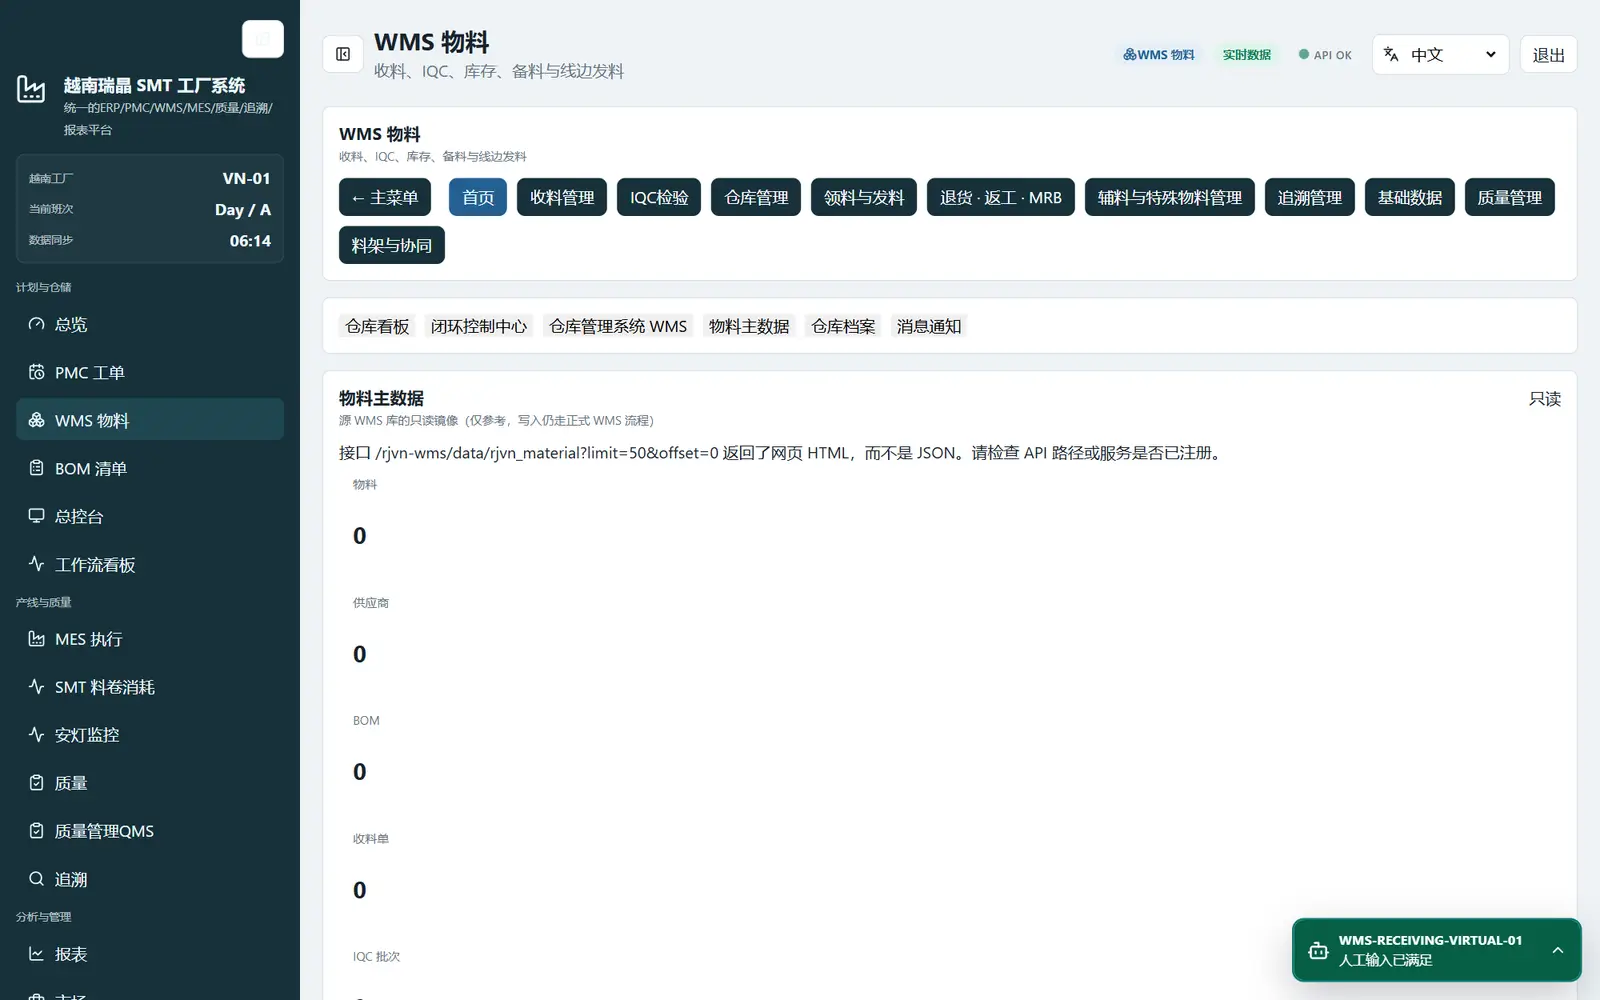 越南瑞晶 SMT 工厂系统
统一的ERP/PMC/WMS/MES/质量/追溯/
报表平台
越南工厂 VN-01
当前班次 Day / A
数据同步 06:14
计划与仓储
总览
PMC 工单
WMS 物料
BOM 清单
总控台
工作流看板
产线与质量
MES 执行
SMT 料卷消耗
安灯监控
质量
质量管理QMS
追溯
分析与管理
报表
WMS 物料
收料、IQC、库存、备料与线边发料
WMS 物料 实时数据 API OK 中文 退出
WMS 物料
收料、IQC、库存、备料与线边发料
← 主菜单 首页 收料管理 IQC检验 仓库管理 领料与发料 退货 · 返工 · MRB 辅料与特殊物料管理 追溯管理 基础数据 质量管理
料架与协同
仓库看板 闭环控制中心 仓库管理系统 WMS 物料主数据 仓库档案 消息通知
物料主数据 只读
源 WMS 库的只读镜像（仅参考，写入仍走正式 WMS 流程）
接口 /rjvn-wms/data/rjvn_material?limit=50&offset=0 返回了网页 HTML，而不是 JSON。请检查 API 路径或服务是否已注册。
物料
0
供应商
0
BOM
0
收料单
0
IQC 批次
WMS-RECEIVING-VIRTUAL-01
人工输入已满足